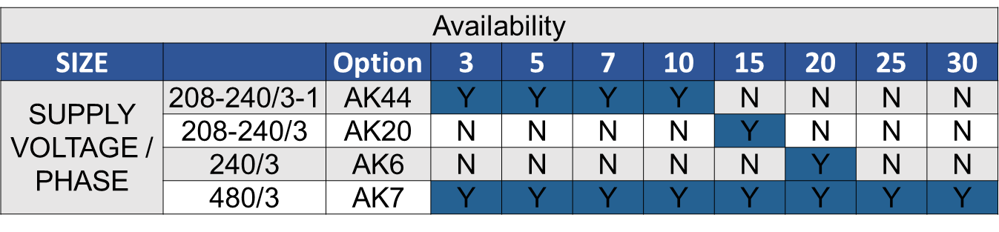 Availability
SIZE Option 3 5 7 10 15 20 25 30
SUPPLY VOLTAGE / PHASE
208-240/3-1 AK44 Y Y Y Y N N N N
208-240/3 AK20 N N N N Y N N N
240/3 AK6 N N N N N Y N N
480/3 AK7 Y Y Y Y Y Y Y Y